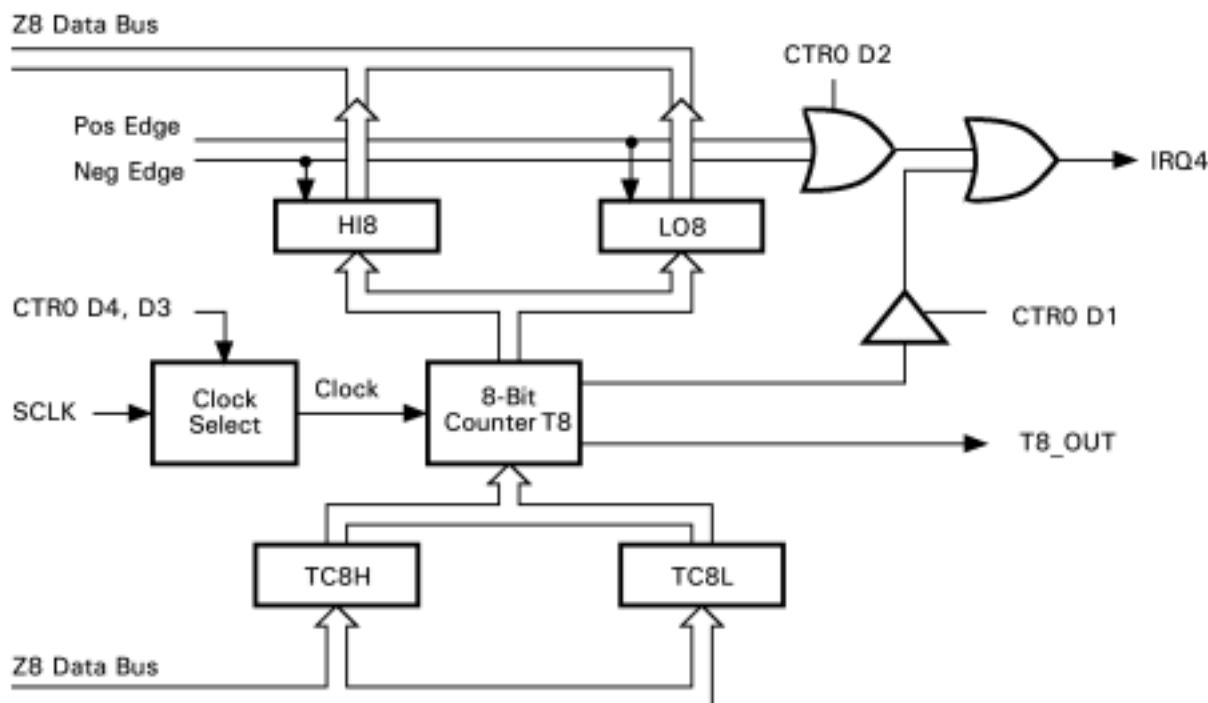 Z8 Data Bus
CTR0 D2
Pos Edge
Neg Edge
IRQ4
HI8
LO8
CTR0 D4, D3
CTR0 D1
Clock
SCLK
Clock
Select
8-Bit
Counter T8
T8_OUT
TC8H
TC8L
Z8 Data Bus